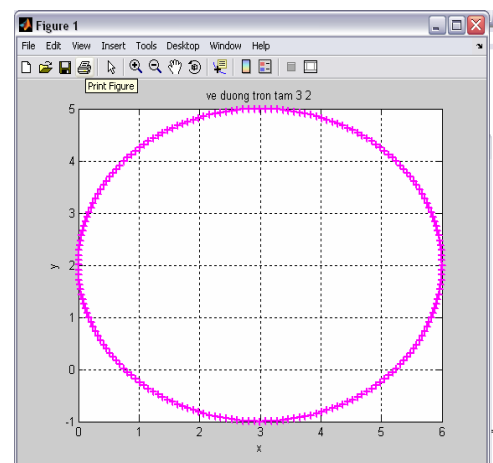 Figure 1
File Edit View Insert Tools Desktop Window Help
Print Figure
ve duong tron tam 3 2
5
4
3
2
1
0
-1
y
0 1 2 3 4 5 6
x